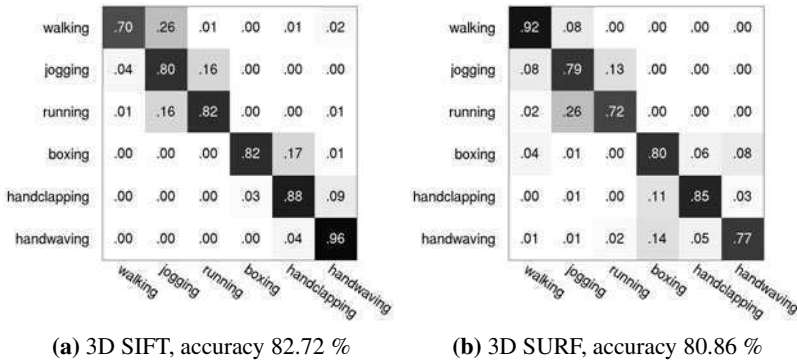 walking .70 .26 .01 .00 .01 .02
jogging .04 .80 .16 .00 .00 .00
running .01 .16 .82 .00 .00 .01
boxing .00 .00 .00 .82 .17 .01
handclapping .00 .00 .00 .03 .88 .09
handwaving .00 .00 .00 .00 .04 .96
walking jogging running boxing handclapping handwaving
(a) 3D SIFT, accuracy 82.72 %
walking .92 .08 .00 .00 .00 .00
jogging .08 .79 .13 .00 .00 .00
running .02 .26 .72 .00 .00 .00
boxing .04 .01 .00 .80 .06 .08
handclapping .00 .01 .00 .11 .85 .03
handwaving .01 .01 .02 .14 .05 .77
walking jogging running boxing handclapping handwaving
(b) 3D SURF, accuracy 80.86 %